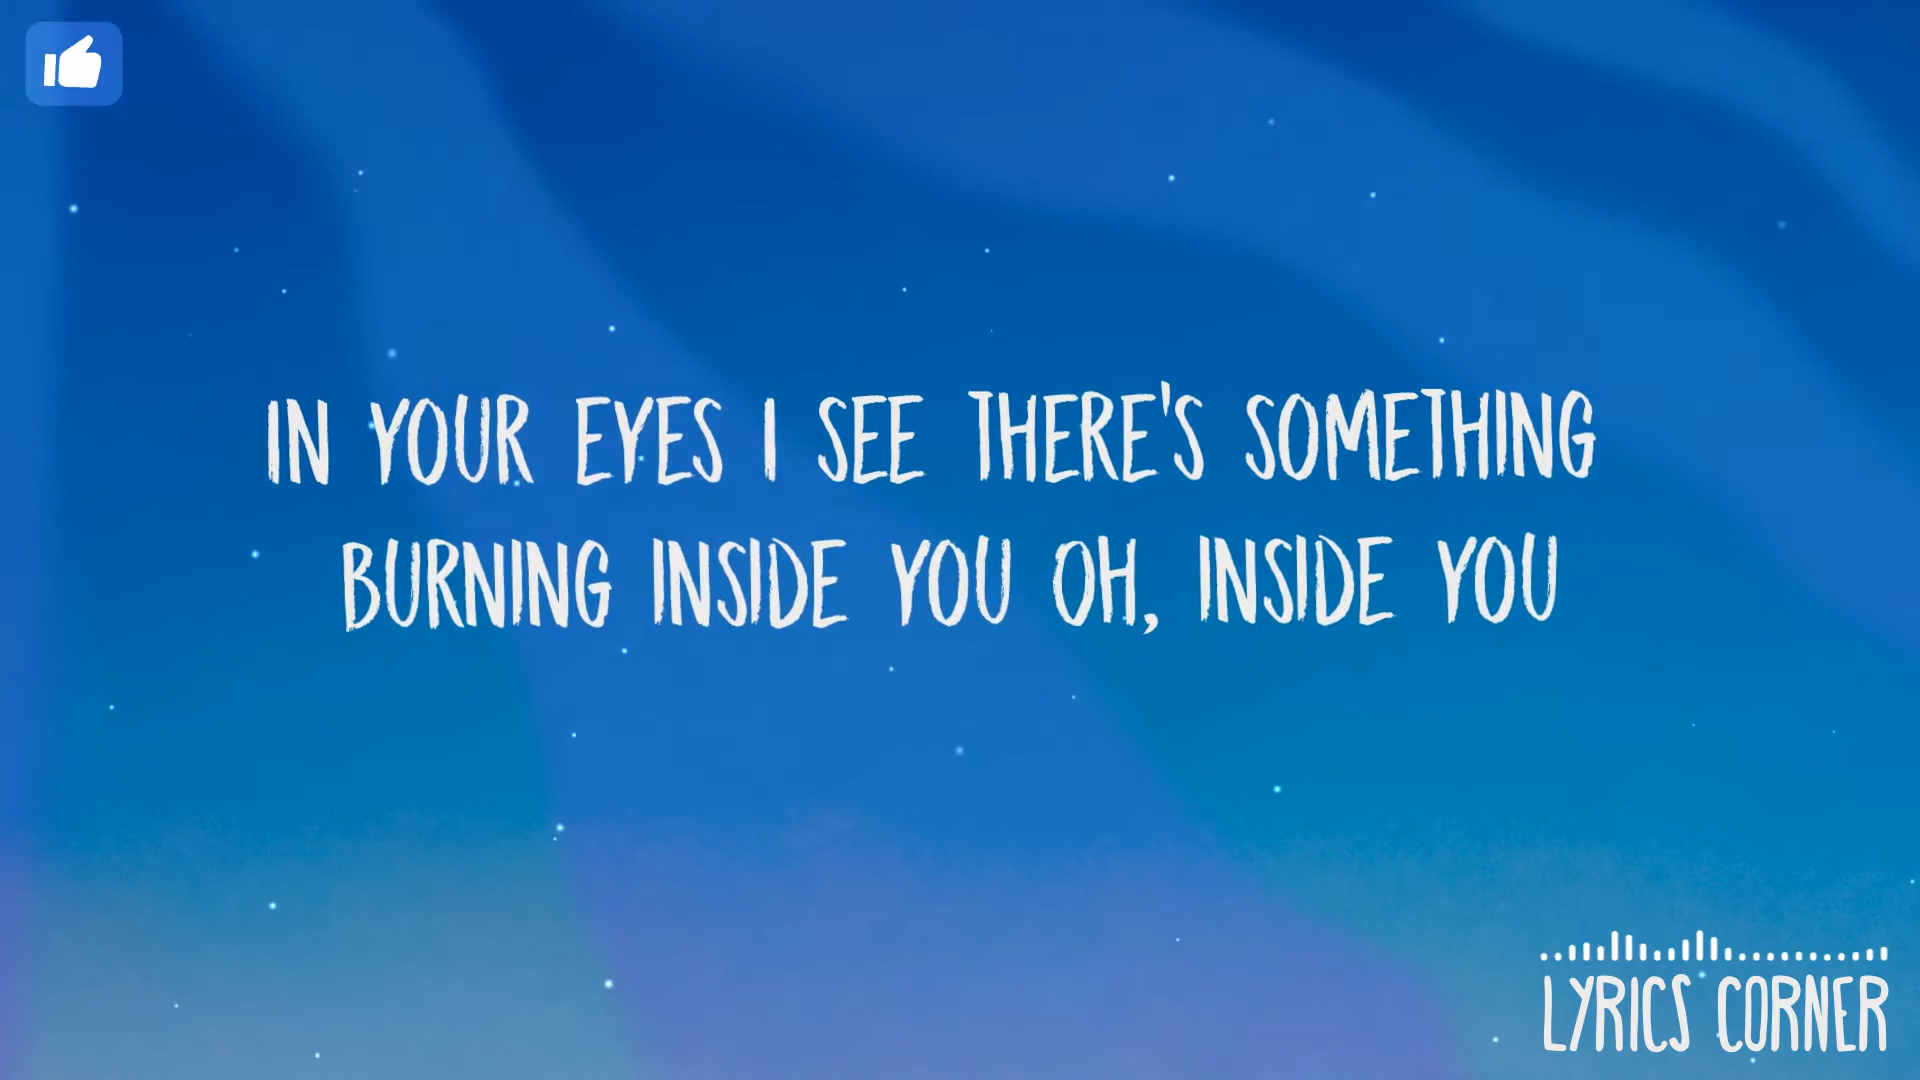 IN YOUR EYES I SEE THERE'S SOMETHING
BURNING INSIDE YOU OH, INSIDE YOU
LYRICS CORNER